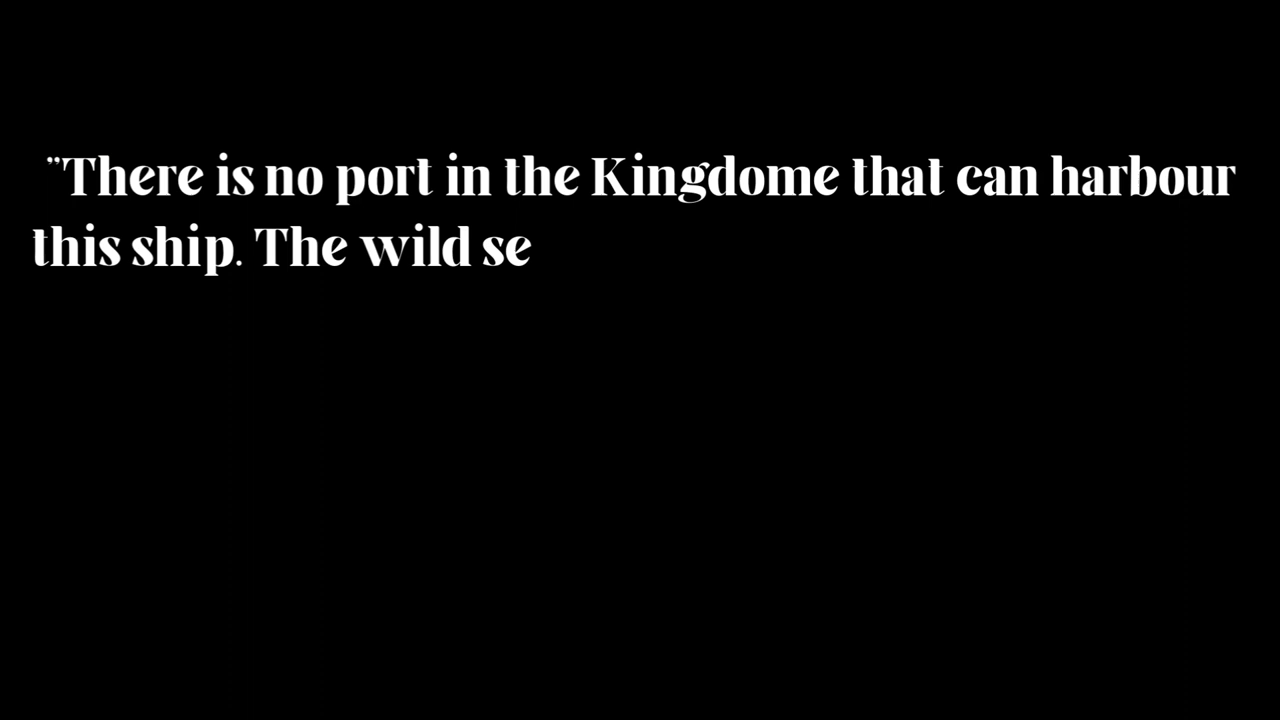 "There is no port in the Kingdome that can harbour
this ship. The wild se